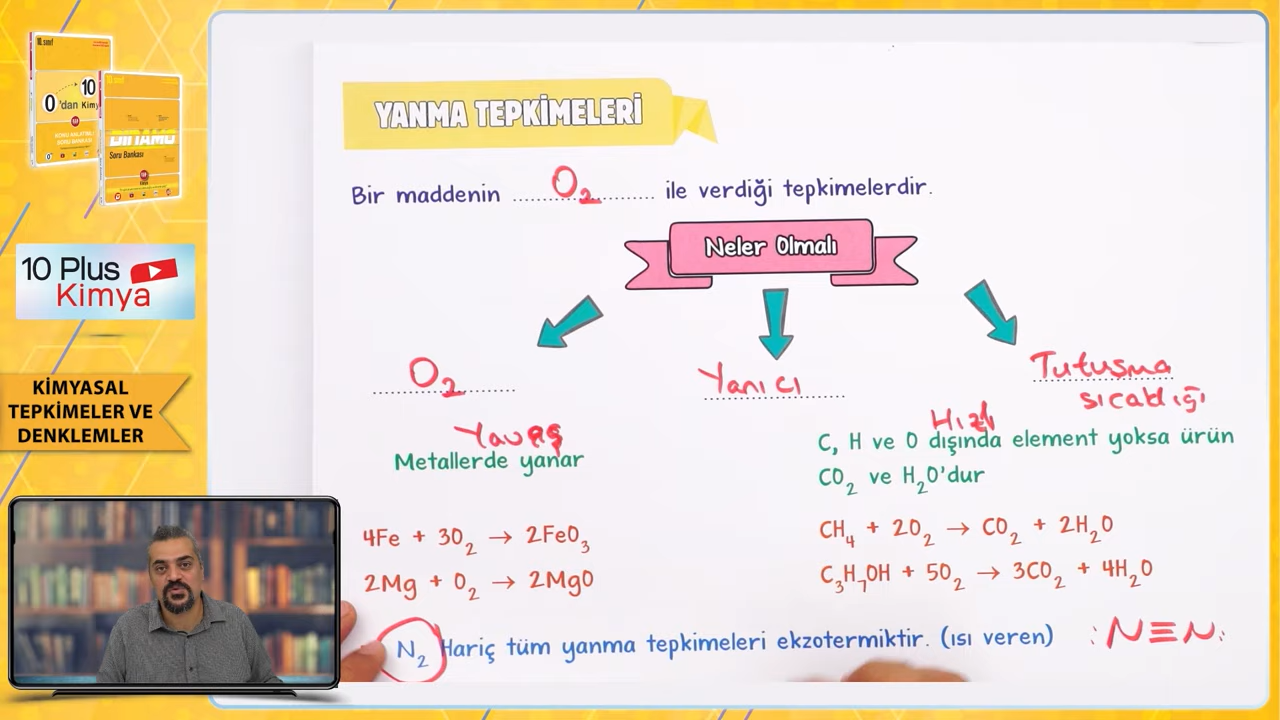 10. sınıf
0'dan 10
Kimya
DİNAMO
Soru Bankası
10 Plus
Kimya
KİMYASAL
TEPKİMELER VE
DENKLEMLER
YANMA TEPKİMELERİ
Bir maddenin O₂ ile verdiği tepkimelerdir.
Neler Olmalı
O₂ Yanıcı Tutuşma
sıcaklığı
Yavaş
Metallerde yanar
Hızlı
C, H ve O dışında element yoksa ürün
CO₂ ve H₂O'dur
4Fe + 3O₂ → 2FeO₃
2Mg + O₂ → 2MgO
CH₄ + 2O₂ → CO₂ + 2H₂O
C₃H₇OH + 5O₂ → 3CO₂ + 4H₂O
N₂ Hariç tüm yanma tepkimeleri ekzotermiktir. (ısı veren) :N≡N: